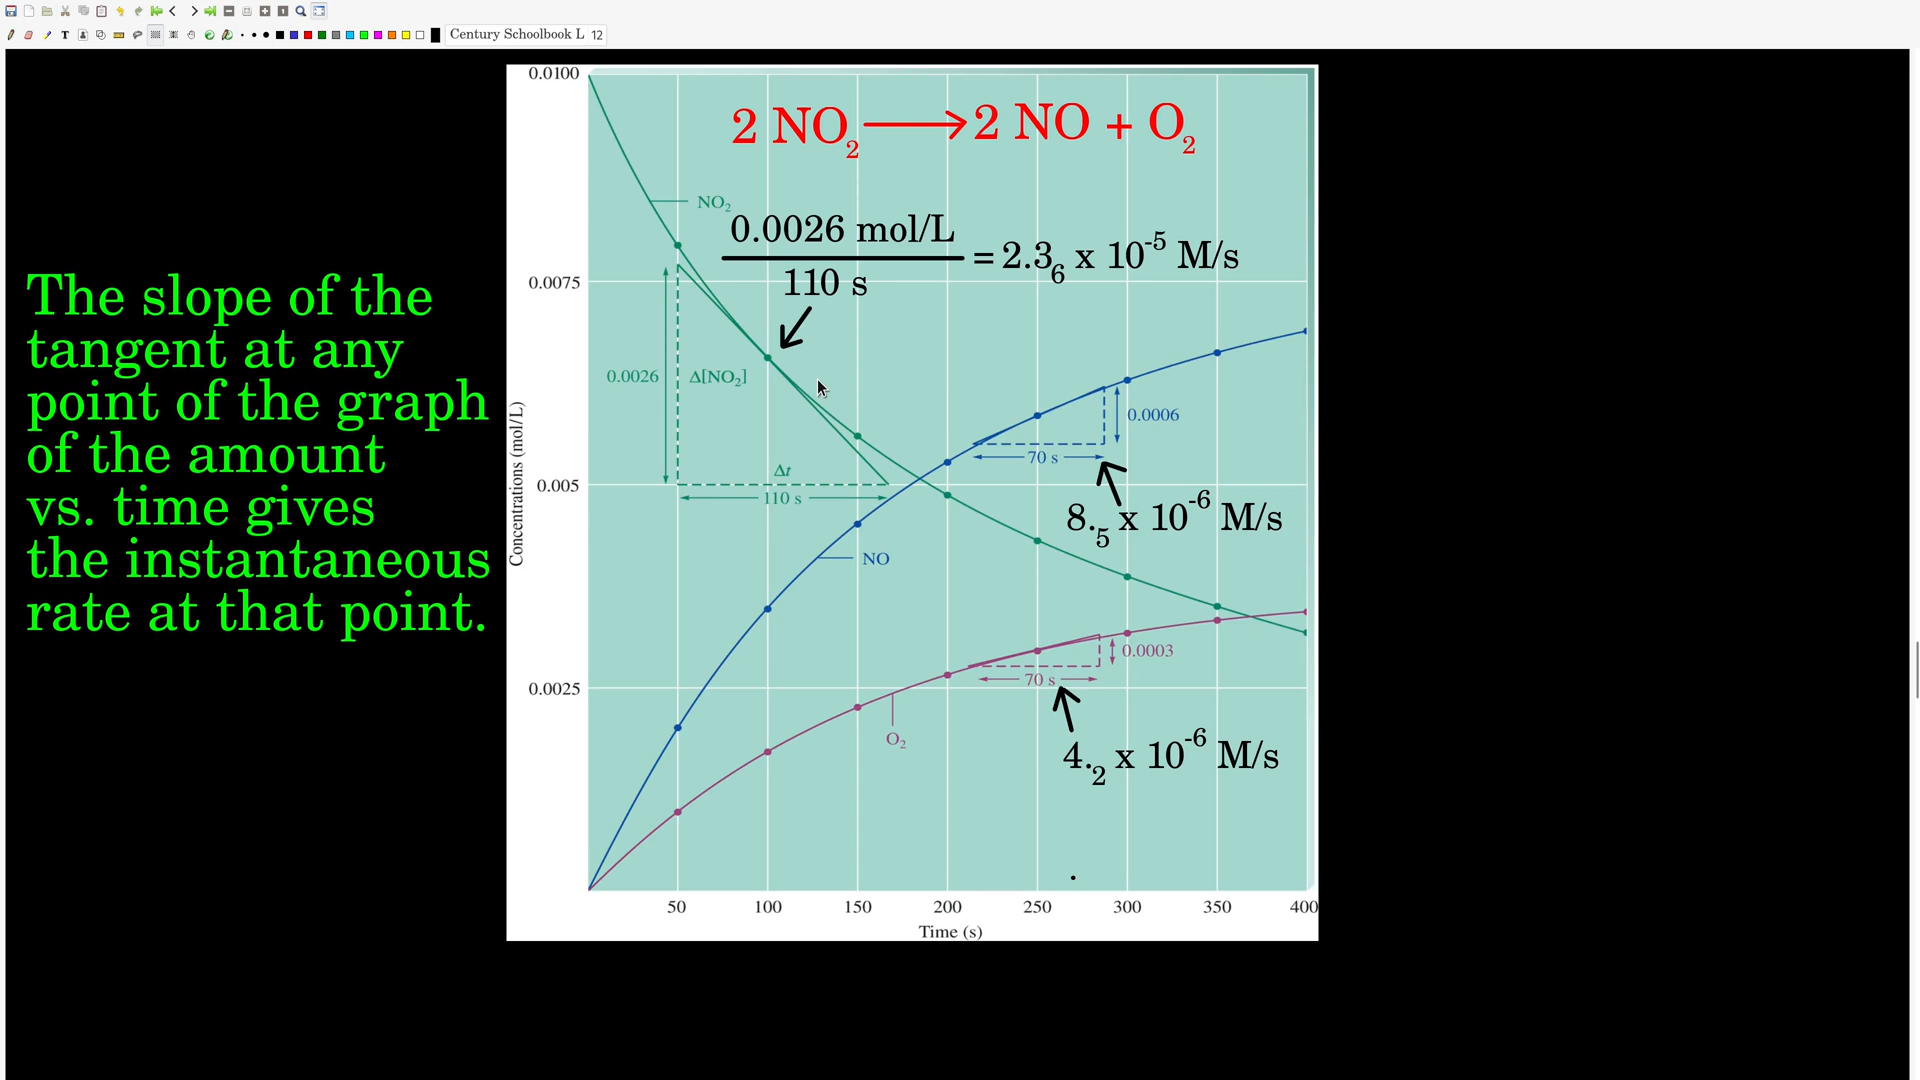 Century Schoolbook L 12
The slope of the
tangent at any
point of the graph
of the amount
vs. time gives
the instantaneous
rate at that point.
2 NO₂ ⟶ 2 NO + O₂
0.0100
0.0075
0.005
0.0025
Concentrations (mol/L)
NO₂
0.0026 mol/L
110 s
= 2.3₆ x 10⁻⁵ M/s
0.0026
Δ[NO₂]
Δt
110 s
0.0006
70 s
8.₅ x 10⁻⁶ M/s
NO
0.0003
70 s
O₂
4.₂ x 10⁻⁶ M/s
50 100 150 200 250 300 350 400
Time (s)